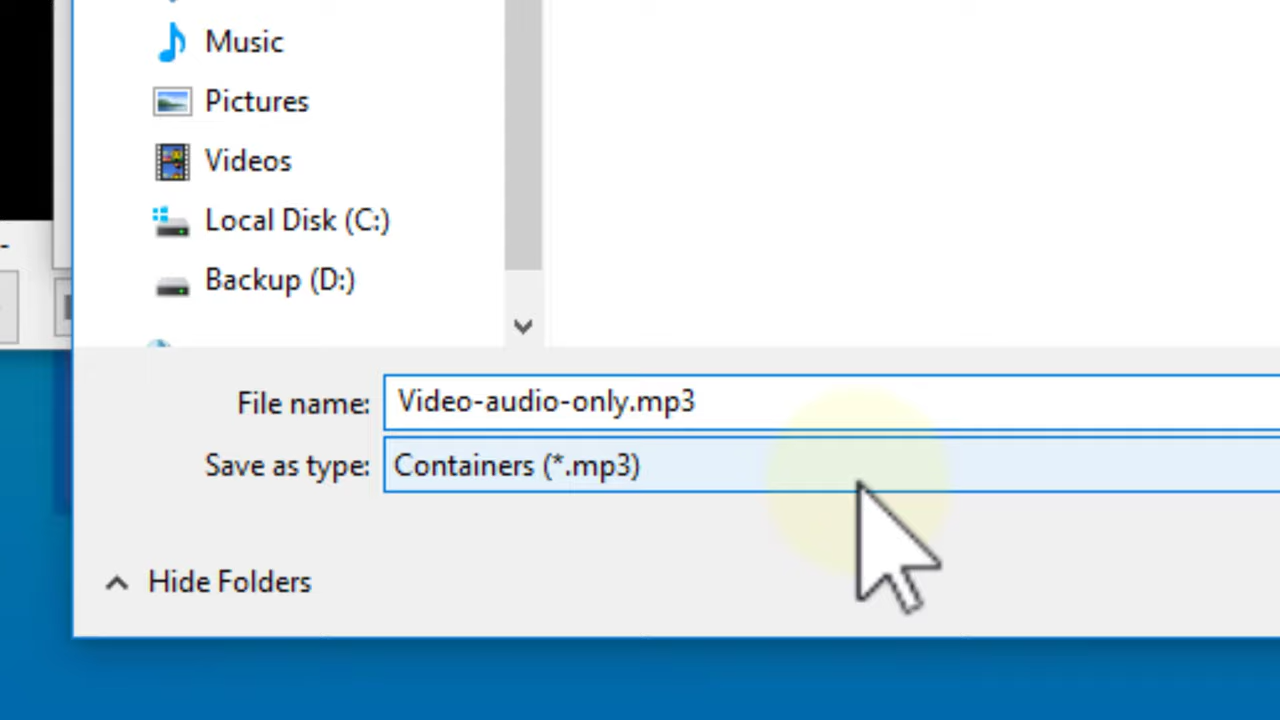 Music
Pictures
Videos
Local Disk (C:)
Backup (D:)
File name: Video-audio-only.mp3
Save as type: Containers (*.mp3)
Hide Folders